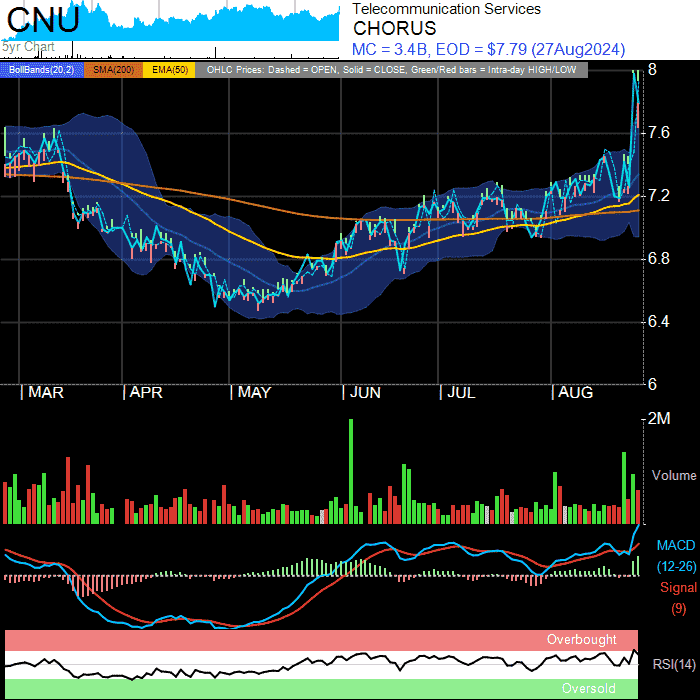 CNU
5yr Chart
Telecommunication Services
CHORUS
MC = 3.4B, EOD = $7.79 (27Aug2024)
BollBands(20,2) SMA(200) EMA(50) OHLC Prices: Dashed = OPEN, Solid = CLOSE, Green/Red bars = Intra-day HIGH/LOW
8
7.6
7.2
6.8
6.4
6
| MAR | APR | MAY | JUN | JUL | AUG
2M
Volume
MACD
(12-26)
Signal
(9)
Overbought
RSI(14)
Oversold